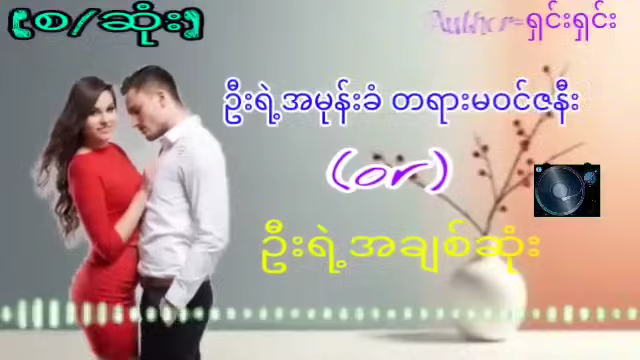 【စ/ဆုံး】
Author-ရှင်းရှင်း
ဦးရဲ့အမုန်းခံ တရားမဝင်ဇနီး
(or)
ဦးရဲ့အချစ်ဆုံး